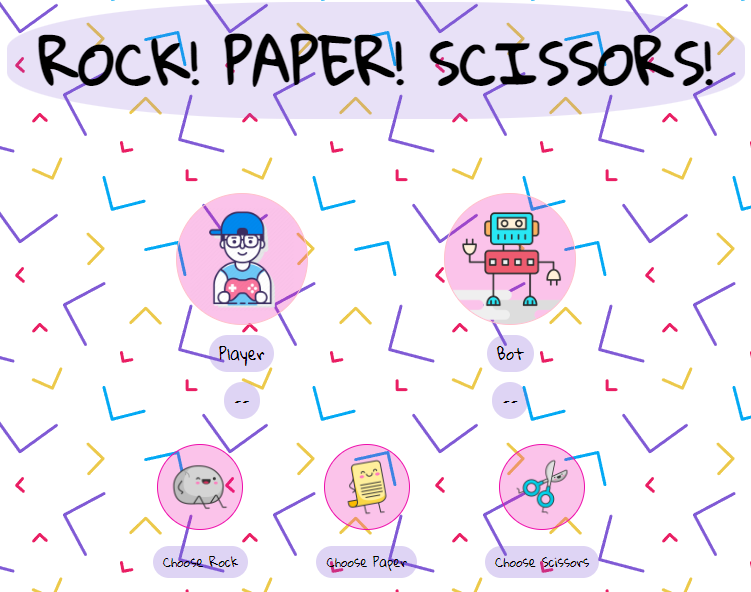 ROCK! PAPER! SCISSORS!
Player Bot
-- --
Choose Rock Choose Paper Choose Scissors